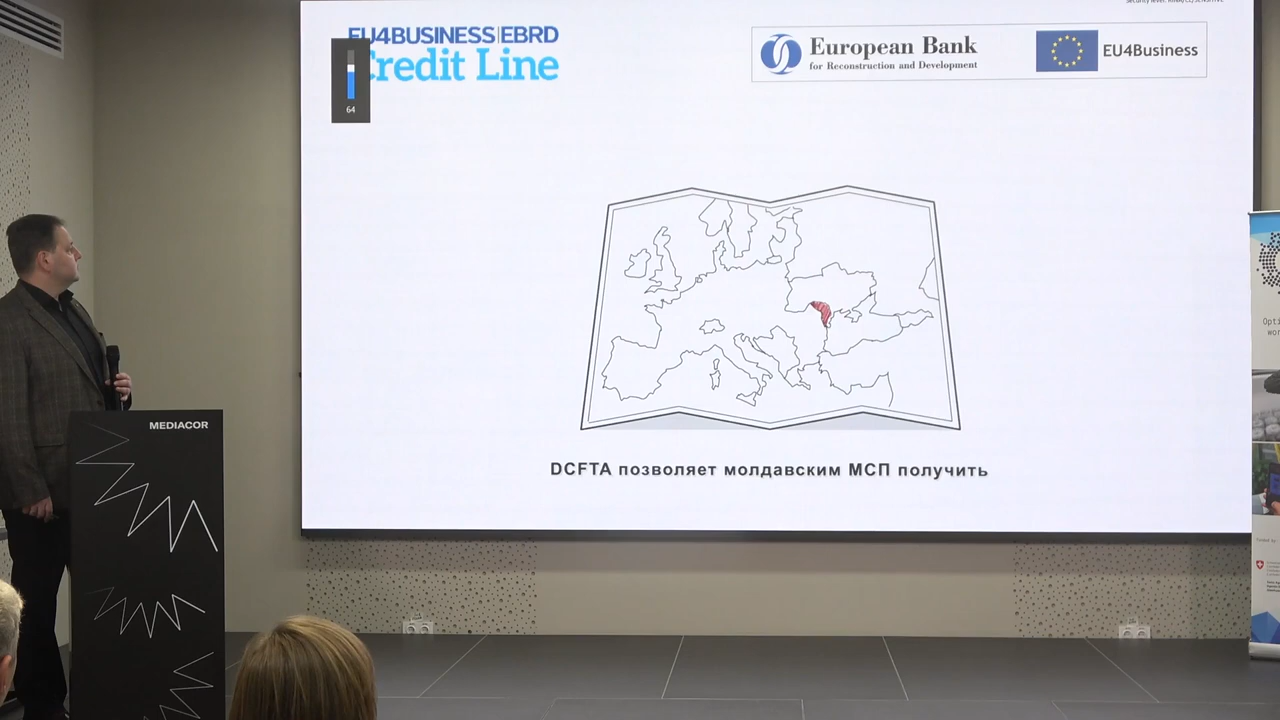 EU4BUSINESS|EBRD
Credit Line
64
European Bank
for Reconstruction and Development
EU4Business
DCFTA позволяет молдавским МСП получить
MEDIACOR